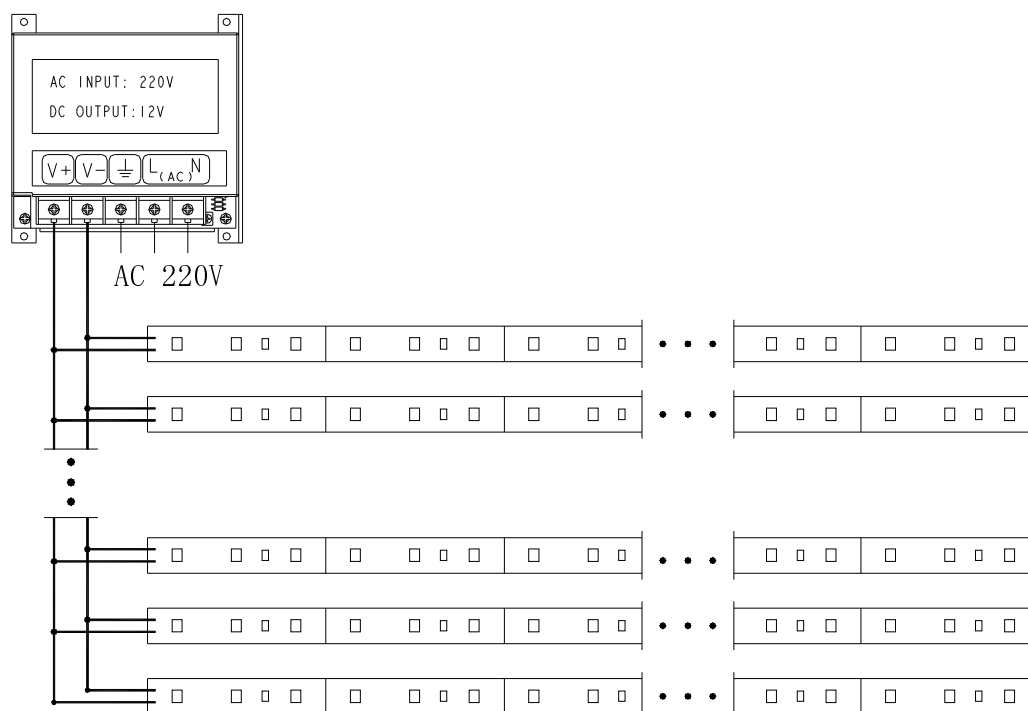 AC INPUT: 220V
DC OUTPUT:12V
V+ V- L (AC) N
AC 220V